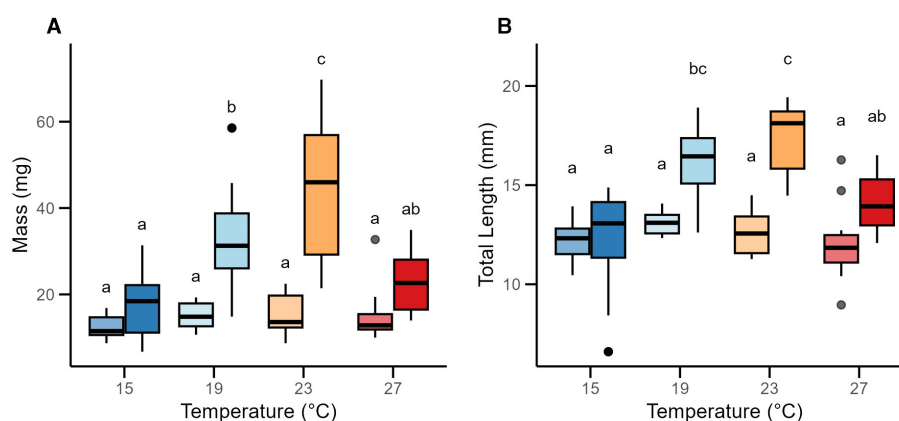 A
Mass (mg)
60
40
20
a
a
a
b
a
c
a
ab
15
19
23
27
Temperature (°C)
B
Total Length (mm)
20
15
10
a
a
a
bc
a
c
a
ab
15
19
23
27
Temperature (°C)